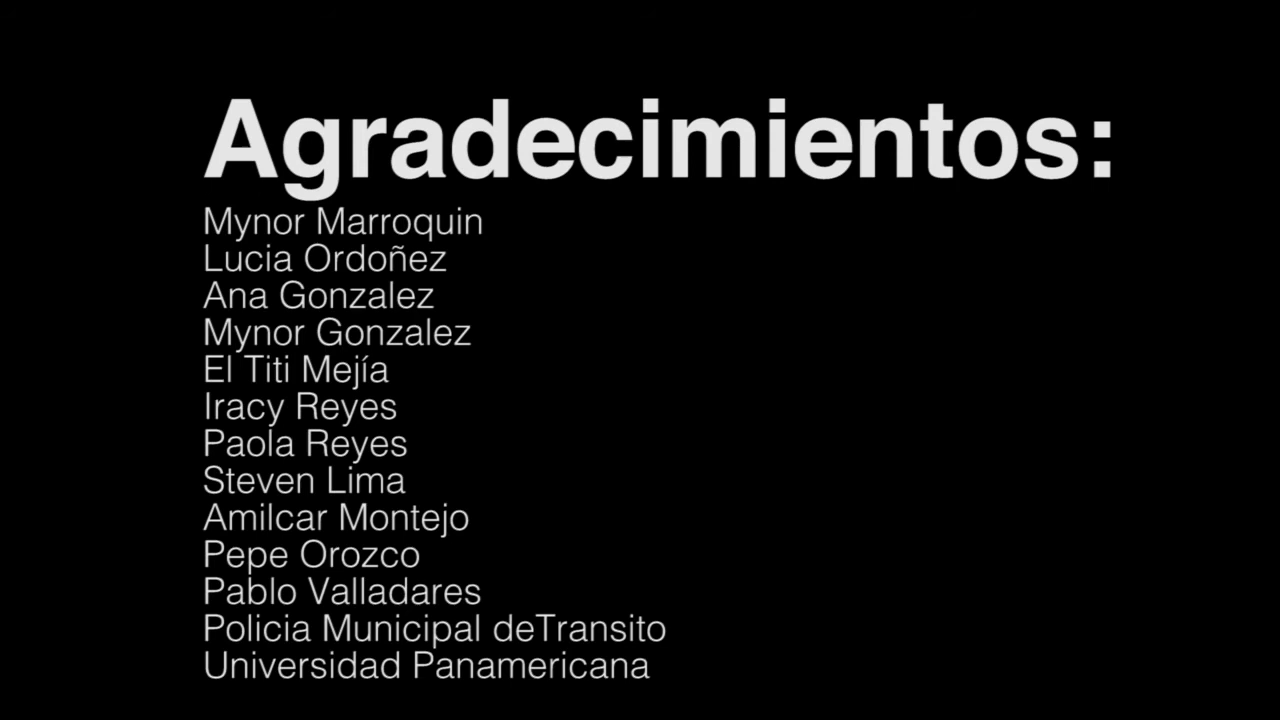 Agradecimientos:
Mynor Marroquin
Lucia Ordoñez
Ana Gonzalez
Mynor Gonzalez
El Titi Mejía
Iracy Reyes
Paola Reyes
Steven Lima
Amilcar Montejo
Pepe Orozco
Pablo Valladares
Policia Municipal deTransito
Universidad Panamericana